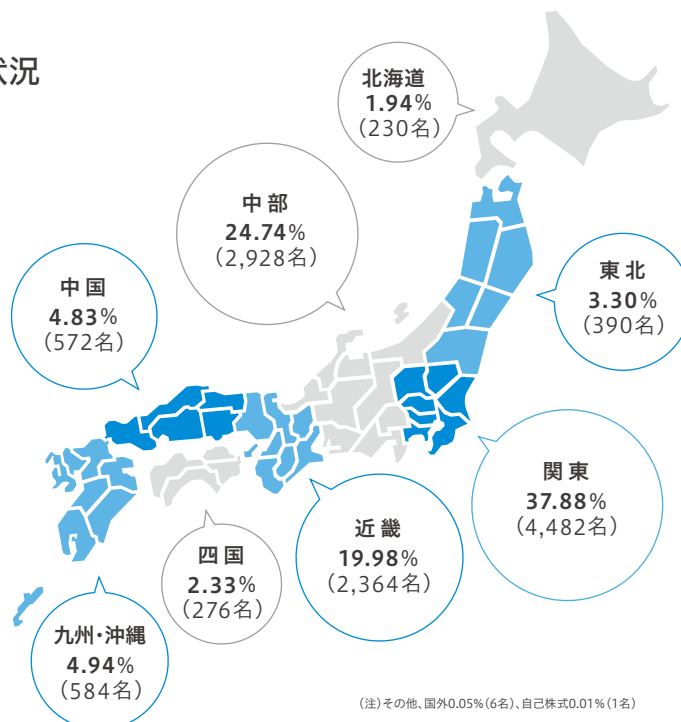 状況
北海道
1.94%
(230名)
中部
24.74%
(2,928名)
東北
3.30%
(390名)
中国
4.83%
(572名)
関東
37.88%
(4,482名)
近畿
19.98%
(2,364名)
四国
2.33%
(276名)
九州・沖縄
4.94%
(584名)
(注)その他、国外0.05%(6名)、自己株式0.01%(1名)